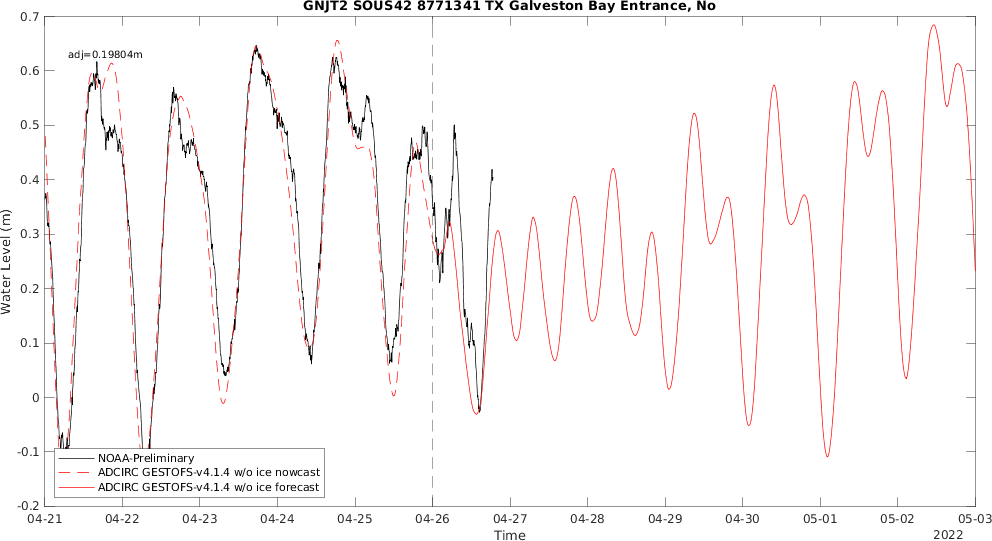 GNJT2 SOUS42 8771341 TX Galveston Bay Entrance, No
adj=0.19804m
Water Level (m)
0.7
0.6
0.5
0.4
0.3
0.2
0.1
0
-0.1
-0.2
NOAA-Preliminary
ADCIRC GESTOFS-v4.1.4 w/o ice nowcast
ADCIRC GESTOFS-v4.1.4 w/o ice forecast
04-21 04-22 04-23 04-24 04-25 04-26 04-27 04-28 04-29 04-30 05-01 05-02 05-03
Time
2022